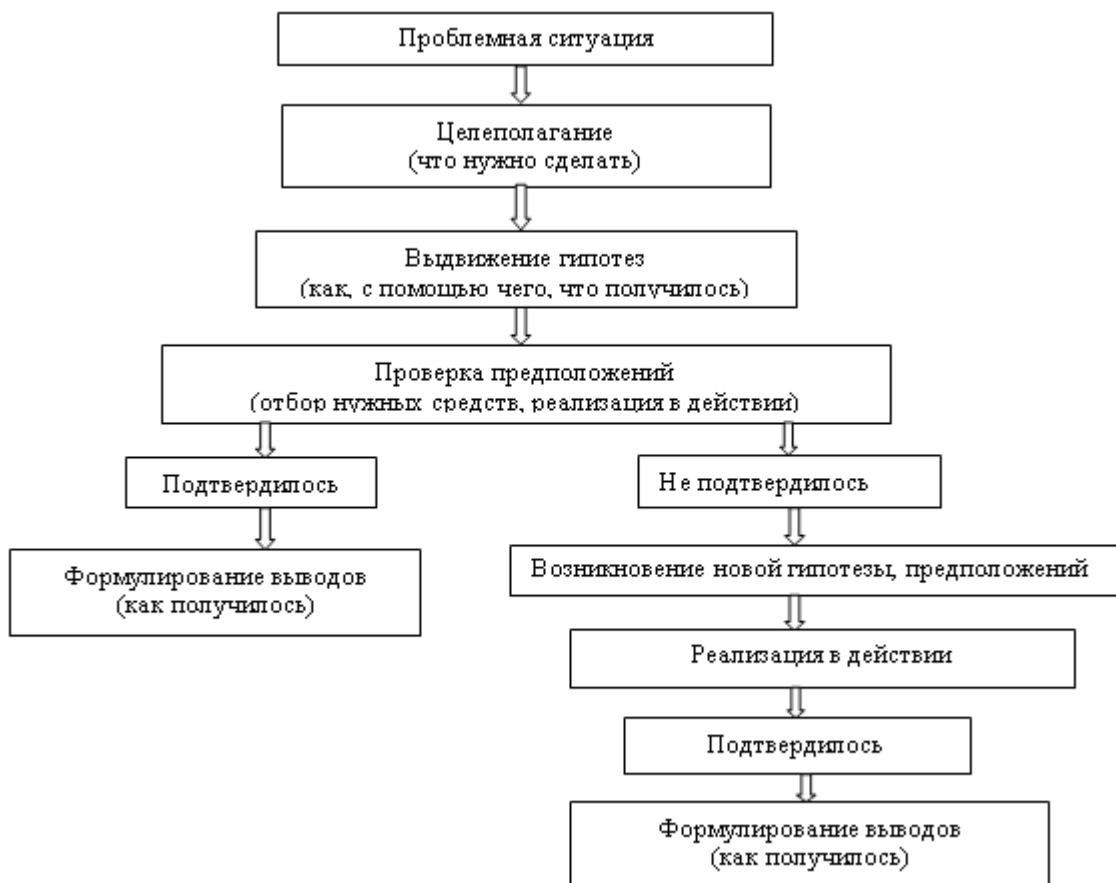 Проблемная ситуация
Целеполагание
(что нужно сделать)
Выдвижение гипотез
(как, с помощью чего, что получилось)
Проверка предположений
(отбор нужных средств, реализация в действии)
Подтвердилось
Не подтвердилось
Формулирование выводов
(как получилось)
Возникновение новой гипотезы, предположений
Реализация в действии
Подтвердилось
Формулирование выводов
(как получилось)